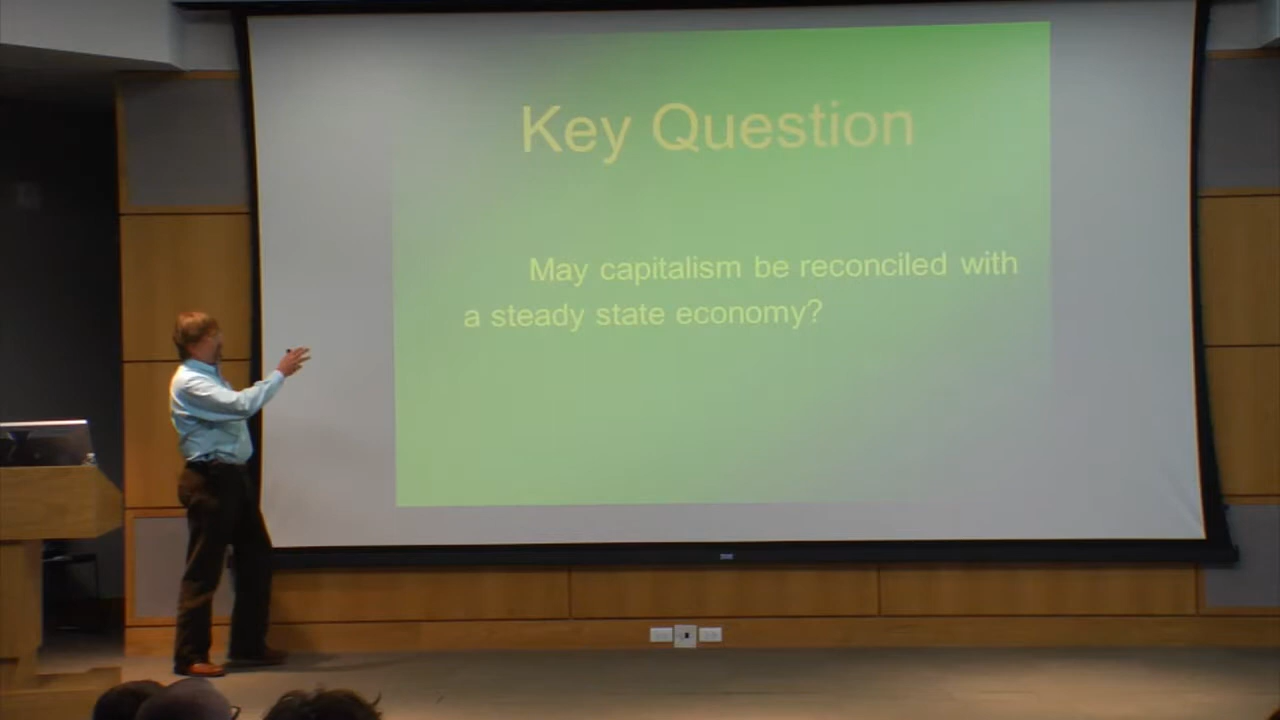 Key Question
May capitalism be reconciled with
a steady state economy?